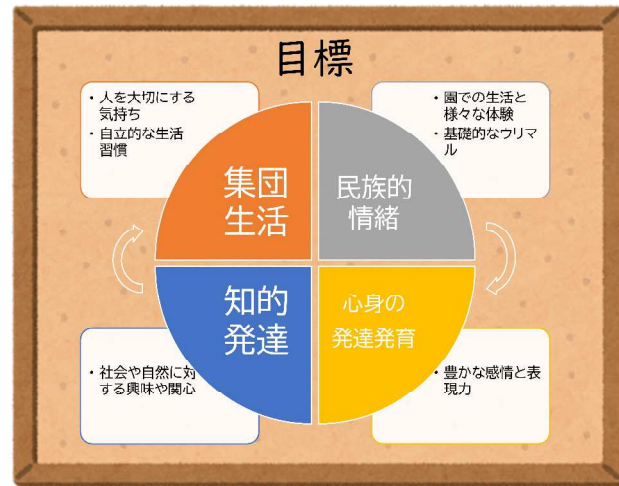 目標
・人を大切にする
気持ち
・自立的な生活
習慣
・園での生活と
様々な体験
・基礎的なウリマ
ル
集団
生活
民族的
情緒
知的
発達
心身の
発達発育
・社会や自然に対
する興味や関心
・豊かな感情と表
現力